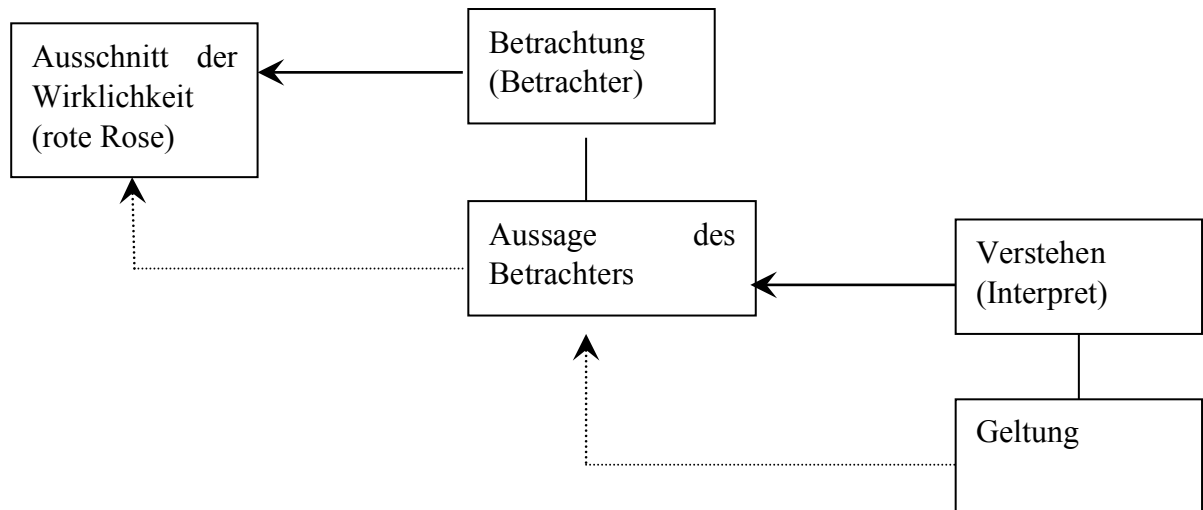 Ausschnitt der
Wirklichkeit
(rote Rose)
Betrachtung
(Betrachter)
Aussage des
Betrachters
Verstehen
(Interpret)
Geltung